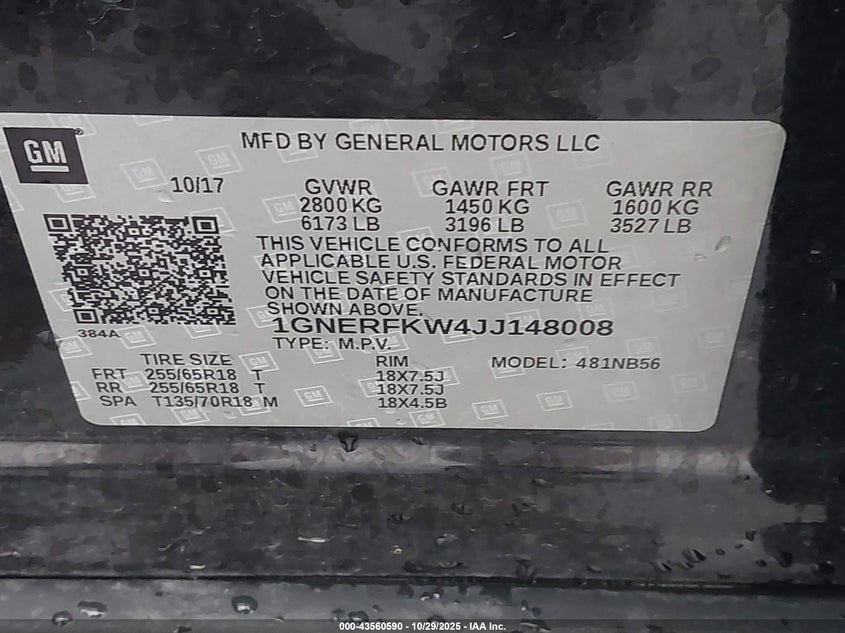 GM
MFD BY GENERAL MOTORS LLC
10/17 GVWR GAWR FRT GAWR RR
2800 KG 1450 KG 1600 KG
6173 LB 3196 LB 3527 LB
THIS VEHICLE CONFORMS TO ALL
APPLICABLE U.S. FEDERAL MOTOR
VEHICLE SAFETY STANDARDS IN EFFECT
ON THE DATE OF MANUFACTURE
SHOWN ABOVE.
384A
1GNERFKW4JJ148008
TYPE: M.P.V.
TIRE SIZE RIM MODEL: 481NB56
FRT 255/65R18 T 18X7.5J
RR 255/65R18 T 18X7.5J
SPA T135/70R18 M 18X4.5B
000-43560590 - 10/29/2025 - IAA Inc.